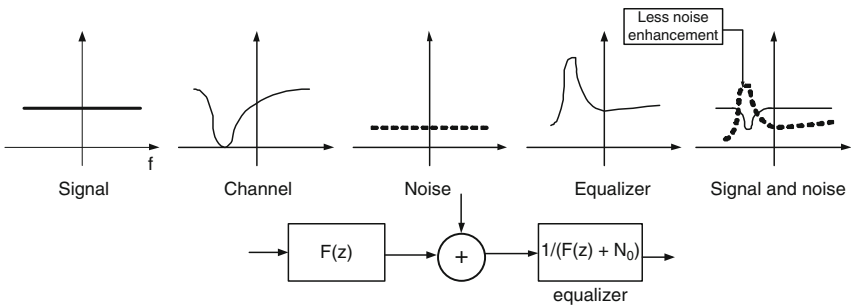 Less noise
enhancement
f
Signal
Channel
Noise
Equalizer
Signal and noise
F(z)
+
1/(F(z) + N₀)
equalizer